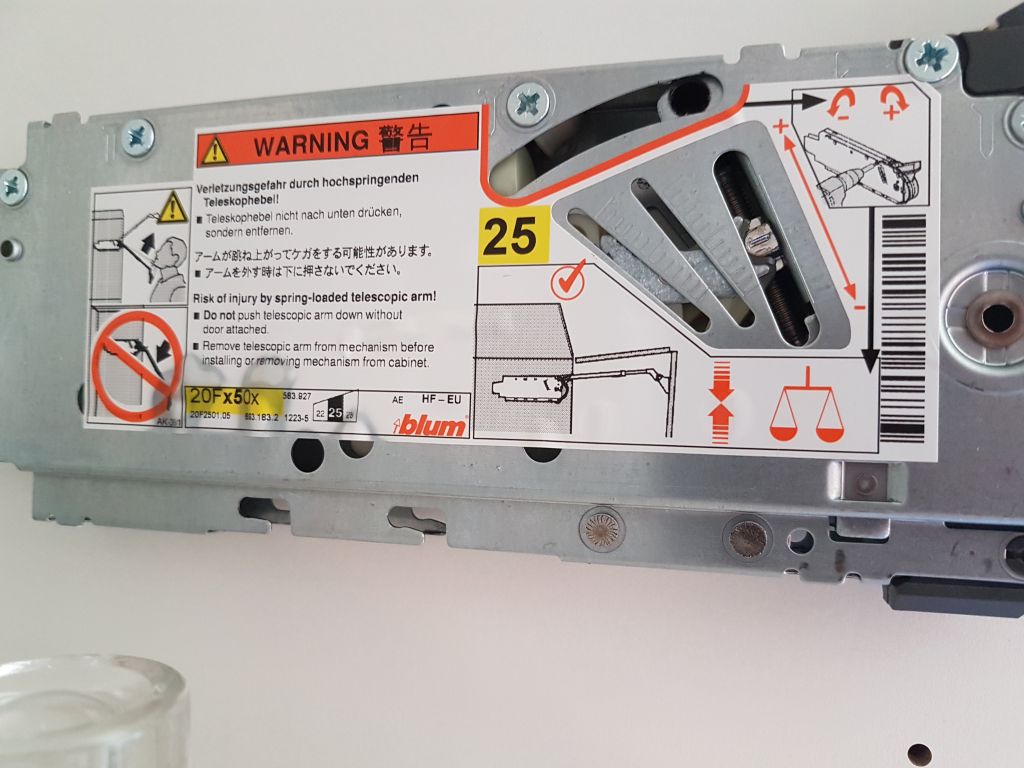 WARNING 警告
Verletzungsgefahr durch hochspringenden
Teleskophebel!
■ Teleskophebel nicht nach unten drücken,
sondern entfernen.
アームが跳ね上がってケガをする可能性があります。
■ アームを外す時は下に押さないでください。
Risk of injury by spring-loaded telescopic arm!
■ Do not push telescopic arm down without
door attached.
■ Remove telescopic arm from mechanism before
installing or removing mechanism from cabinet.
20Fx50x 563.927
20F2501.05 1223-5
22 25 28
AE HF-EU
blum
25
- +
+
-